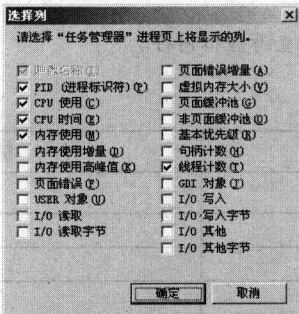 选择列
请选择“任务管理器”进程页上将显示的列。
PID (进程标识符)(P)
CPU 使用(C)
CPU 时间(E)
内存使用(M)
内存使用增量(D)
内存使用高峰值(K)
页面错误(F)
USER 对象(U)
I/O 读取
I/O 读取字节
页面错误增量(A)
虚拟内存大小(V)
页面缓冲池(G)
非页面缓冲池(O)
基本优先级(R)
句柄计数(H)
线程计数(T)
GDI 对象(I)
I/O 写入
I/O 写入字节
I/O 其他
I/O 其他字节
确定
取消